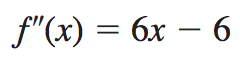 f″(x) = 6x − 6